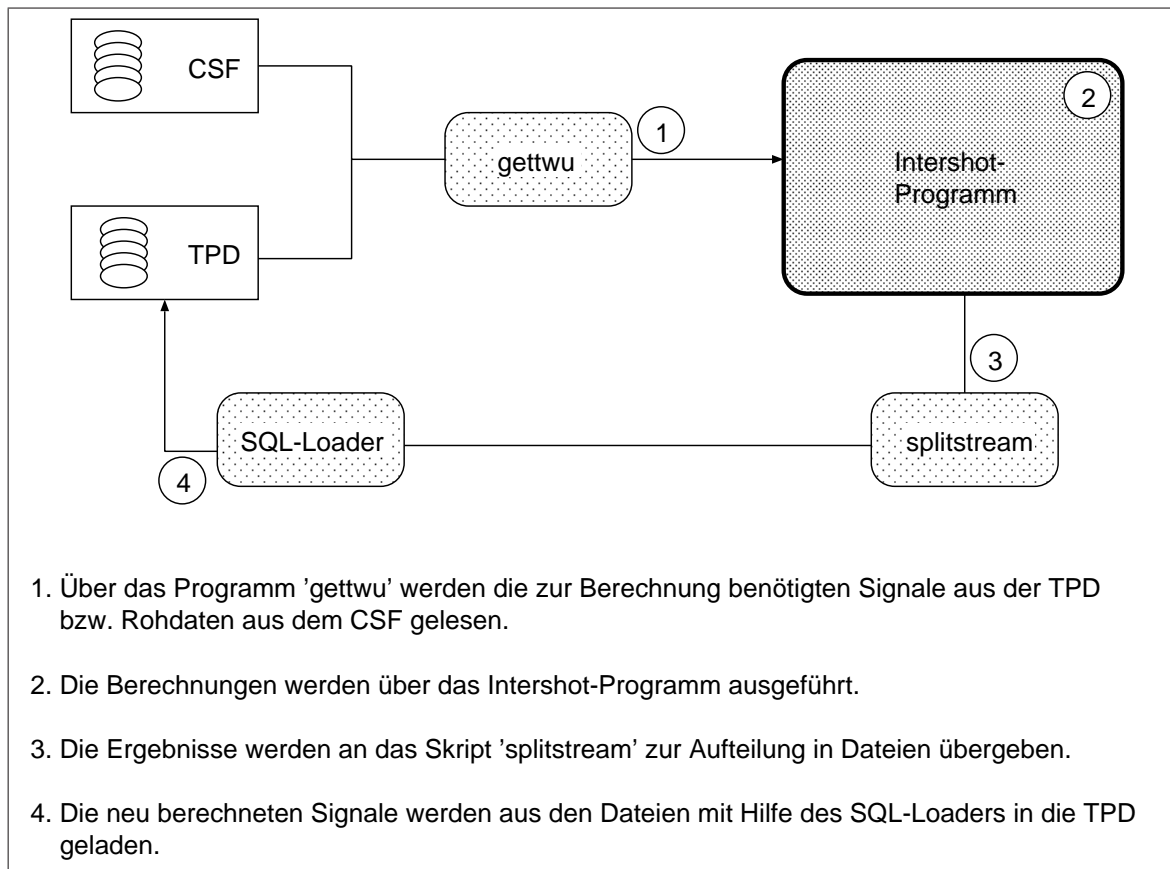 CSF
2
1
gettwu
Intershot-
Programm
TPD
3
SQL-Loader
splitstream
4
1. Über das Programm ’gettwu’ werden die zur Berechnung benötigten Signale aus der TPD
bzw. Rohdaten aus dem CSF gelesen.
2. Die Berechnungen werden über das Intershot-Programm ausgeführt.
3. Die Ergebnisse werden an das Skript ’splitstream’ zur Aufteilung in Dateien übergeben.
4. Die neu berechneten Signale werden aus den Dateien mit Hilfe des SQL-Loaders in die TPD
geladen.